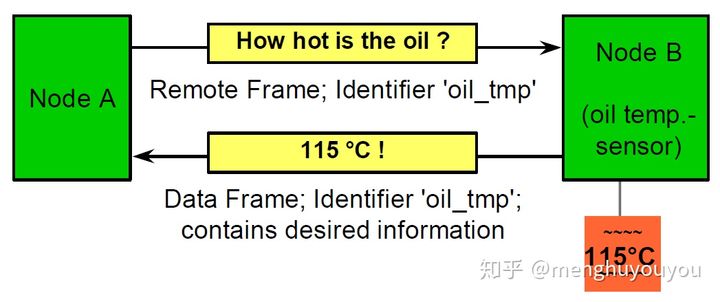 How hot is the oil ?
Node A
Remote Frame; Identifier 'oil_tmp'
Node B
(oil temp.-
sensor)
115 °C !
Data Frame; Identifier 'oil_tmp';
contains desired information
~~~~
115°C
知乎 @menghuyouyou